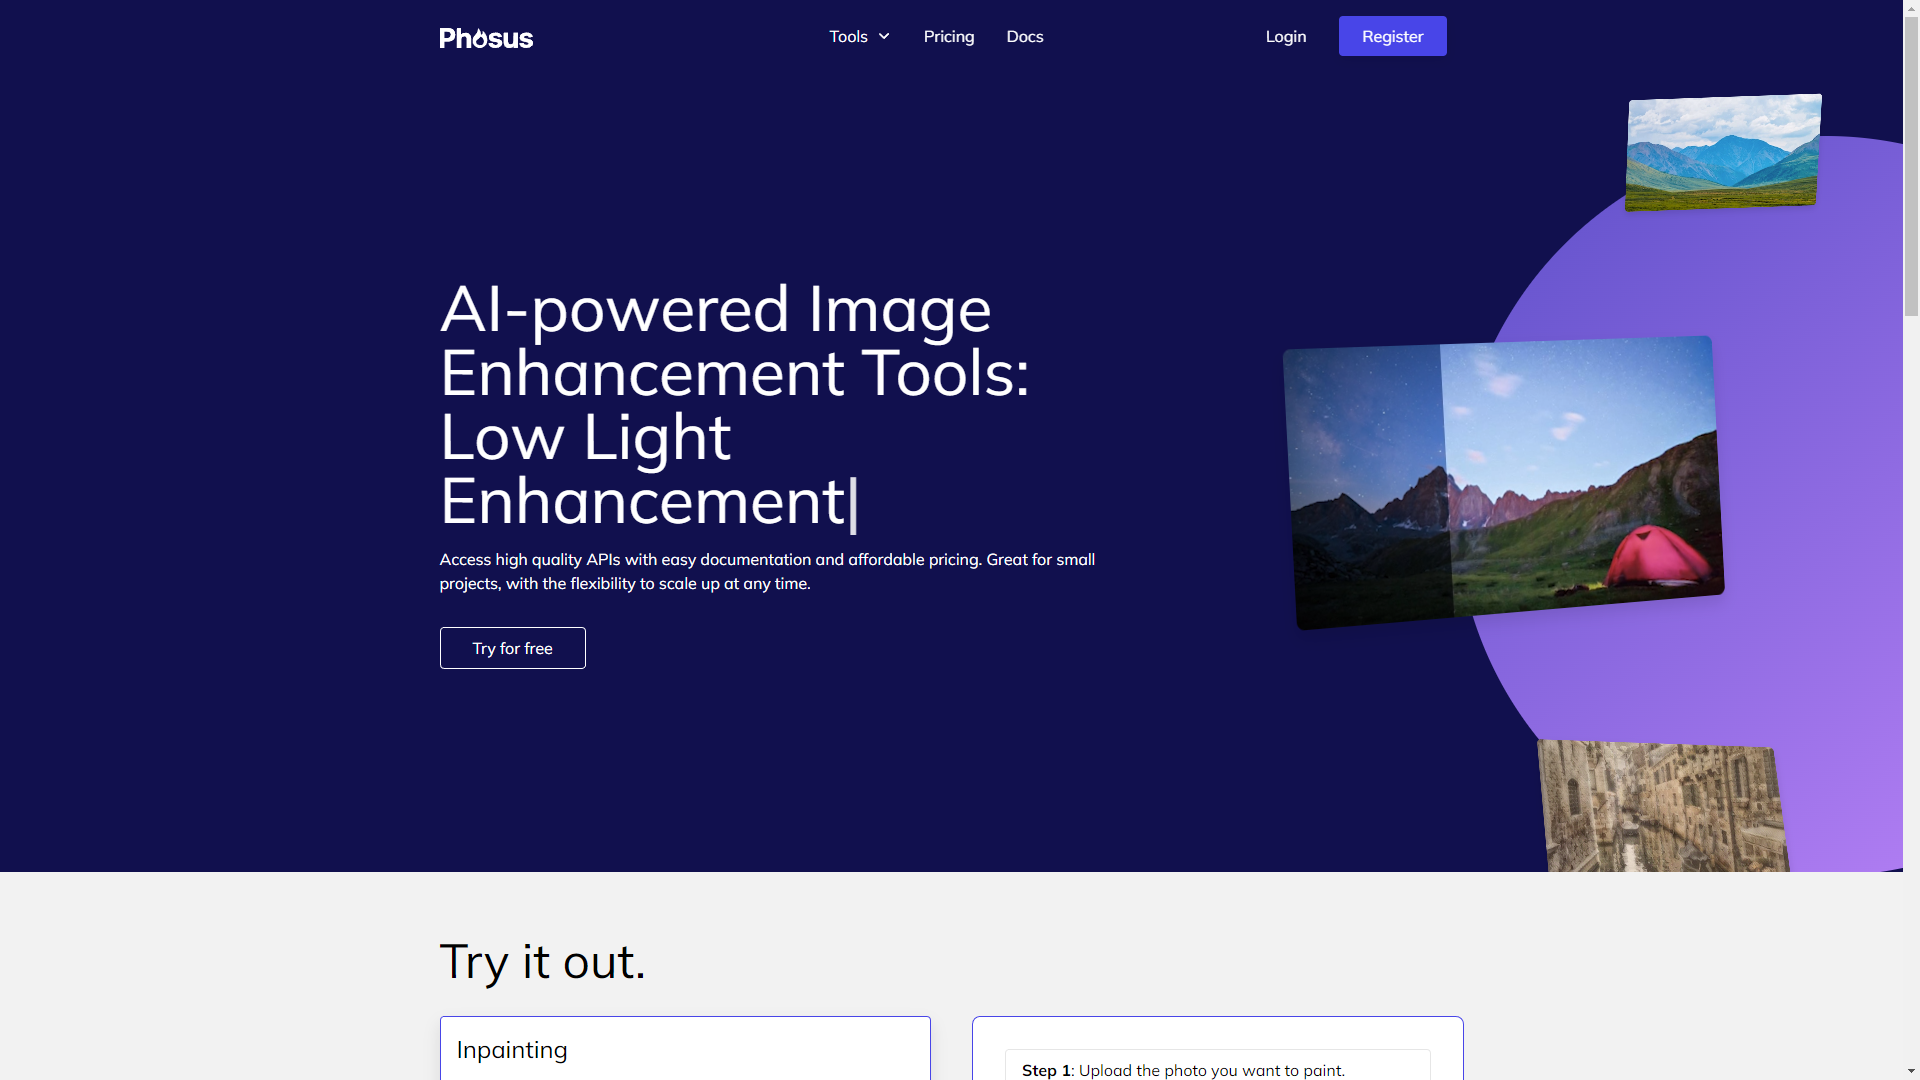 Phosus
Tools
Pricing
Docs
Login
Register
AI-powered Image
Enhancement Tools:
Low Light
Enhancement|
Access high quality APIs with easy documentation and affordable pricing. Great for small
projects, with the flexibility to scale up at any time.
Try for free
Try it out.
Inpainting
Step 1: Upload the photo you want to paint.